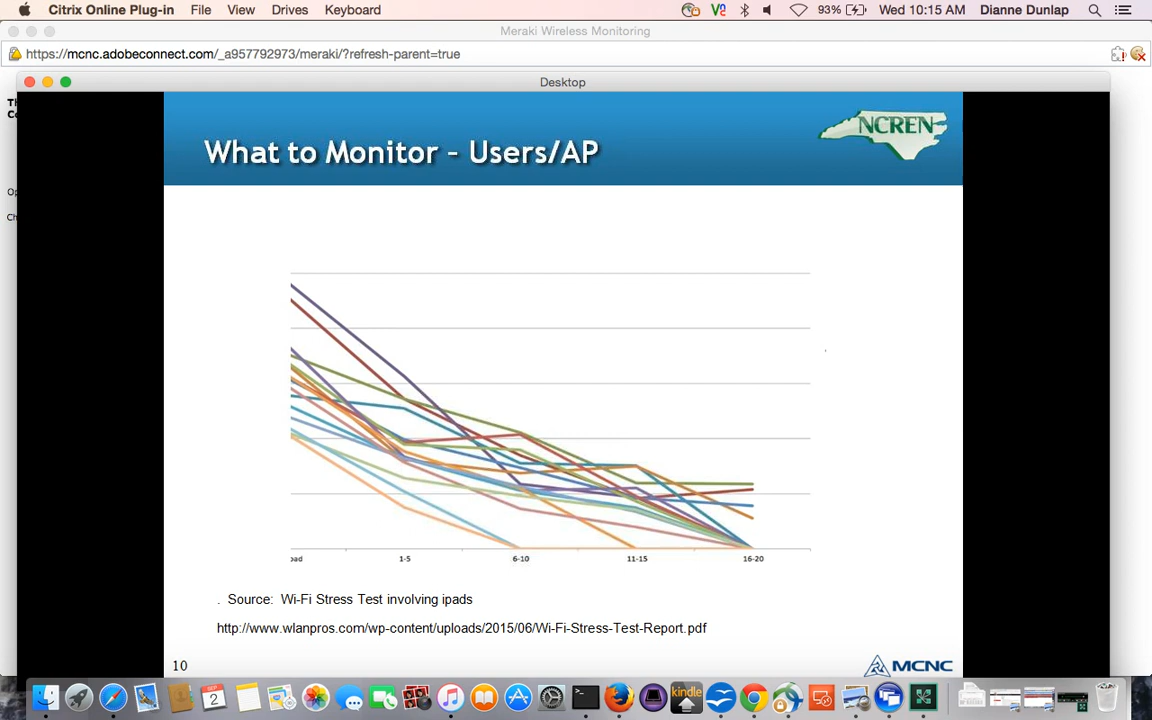 Citrix Online Plug-in File View Drives Keyboard 93% Wed 10:15 AM Dianne Dunlap
Meraki Wireless Monitoring
https://mcnc.adobeconnect.com/_a957792973/meraki/?refresh-parent=true
Desktop
NCREN
What to Monitor – Users/AP
1-5 6-10 11-15 16-20
. Source: Wi-Fi Stress Test involving ipads
http://www.wlanpros.com/wp-content/uploads/2015/06/Wi-Fi-Stress-Test-Report.pdf
10
MCNC
SEP
2
kindle